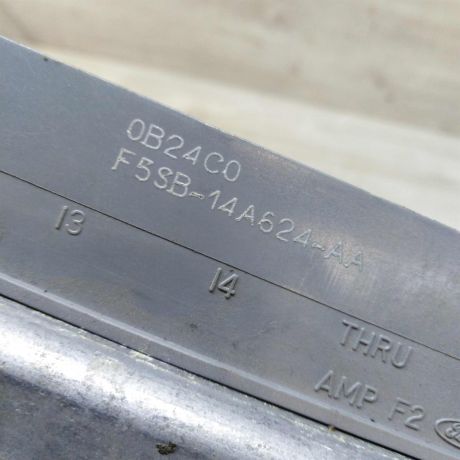 0B24C0
F5SB-14A624-AA
13
14
THRU
AMP F2